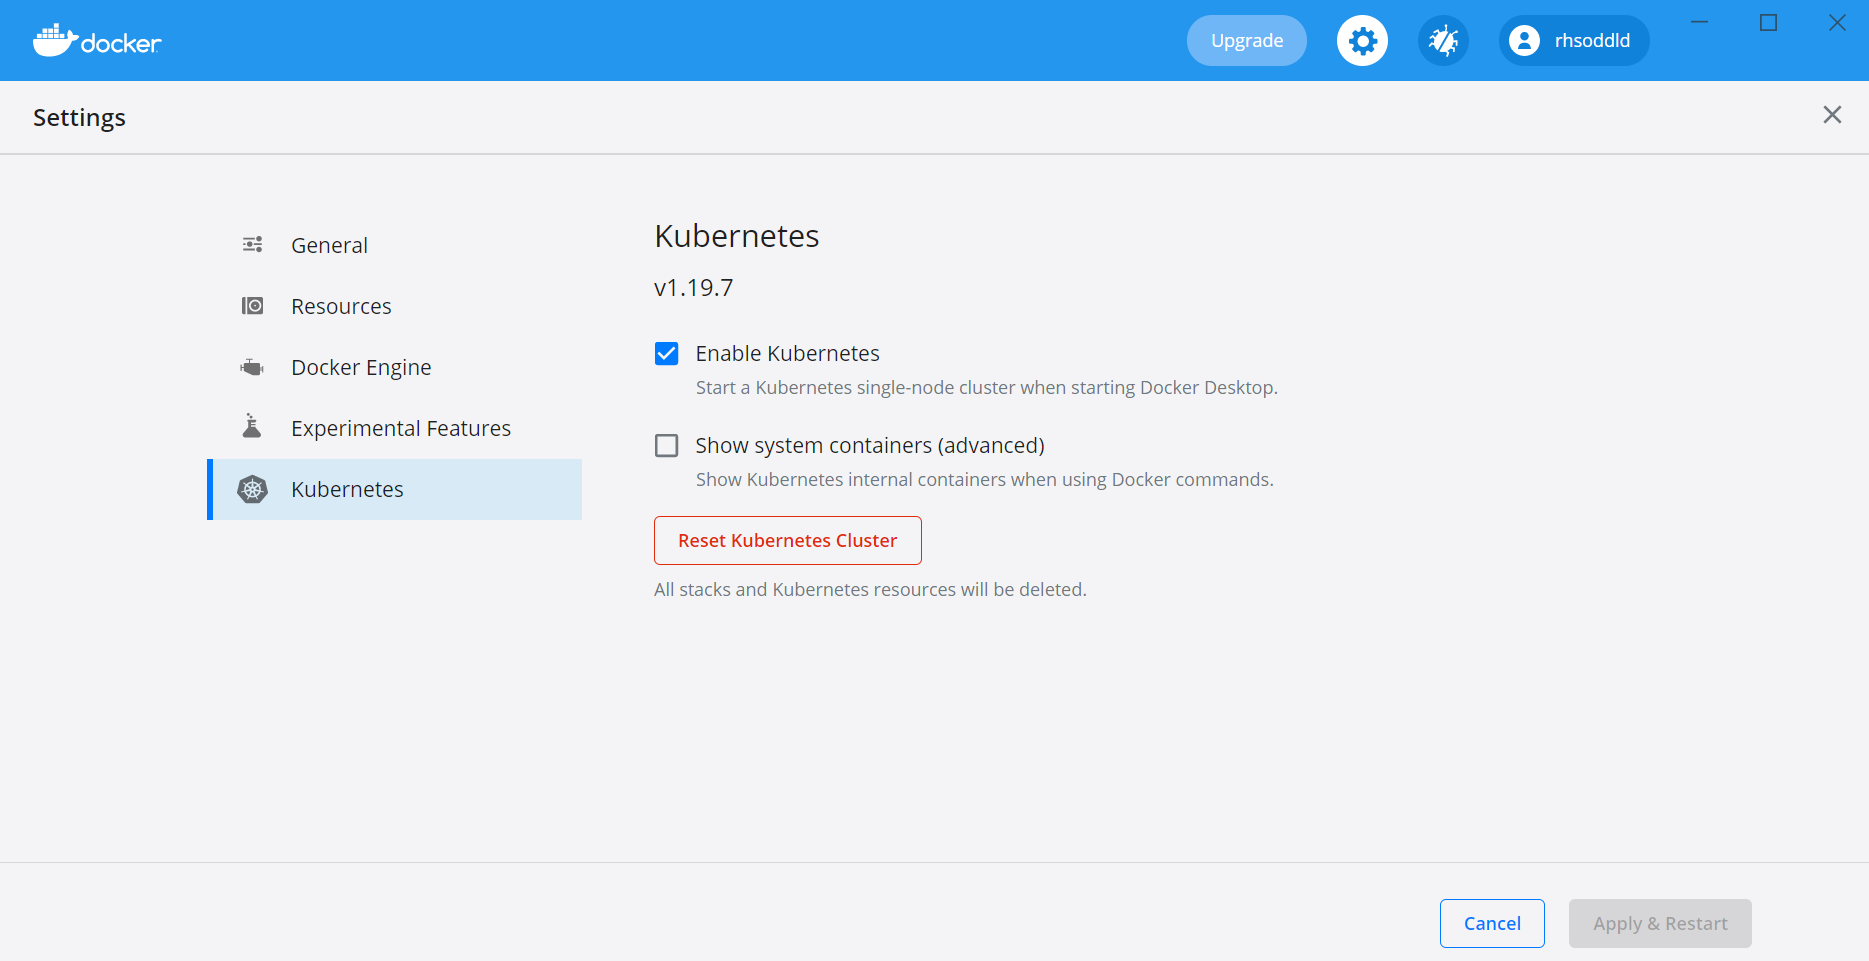 docker
Upgrade
rhsoddld
Settings
General
Resources
Docker Engine
Experimental Features
Kubernetes
Kubernetes
v1.19.7
Enable Kubernetes
Start a Kubernetes single-node cluster when starting Docker Desktop.
Show system containers (advanced)
Show Kubernetes internal containers when using Docker commands.
Reset Kubernetes Cluster
All stacks and Kubernetes resources will be deleted.
Cancel
Apply & Restart